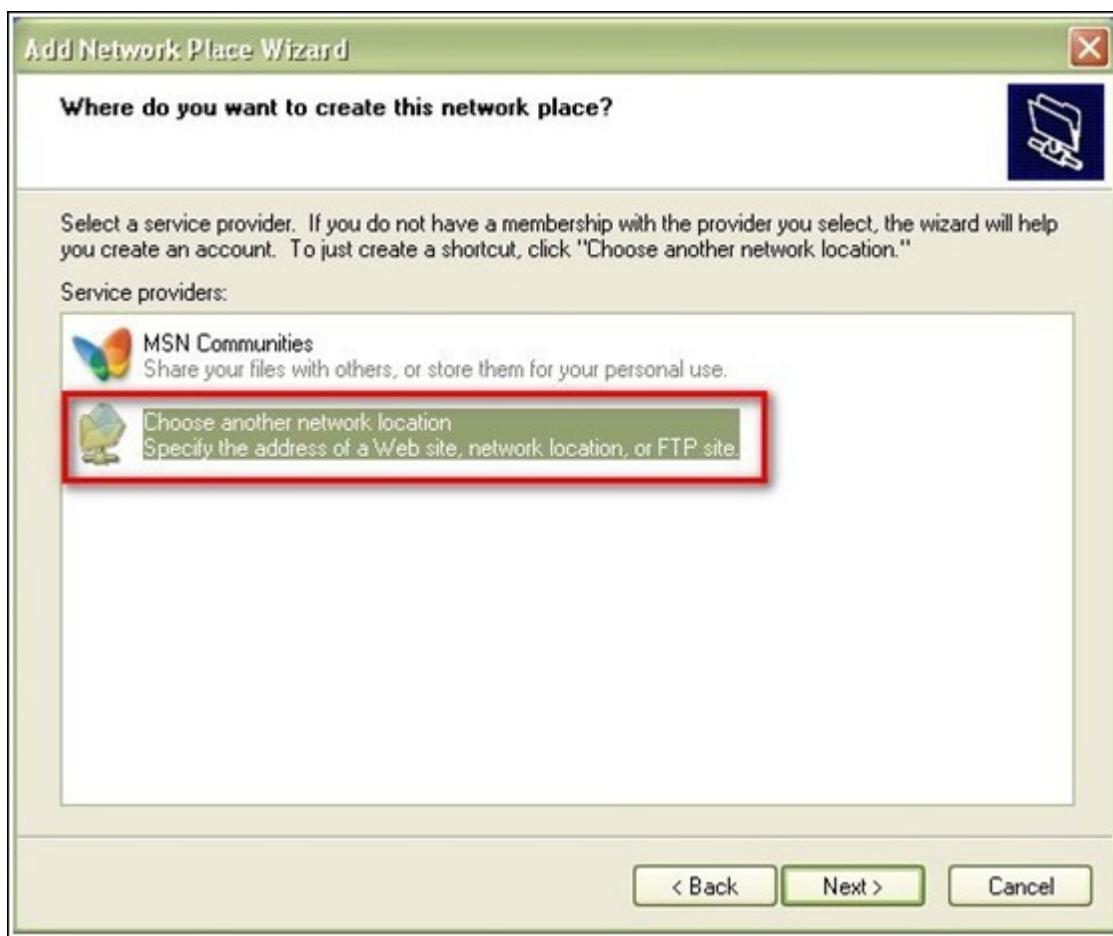 Add Network Place Wizard
Where do you want to create this network place?
Select a service provider. If you do not have a membership with the provider you select, the wizard will help
you create an account. To just create a shortcut, click "Choose another network location."
Service providers:
MSN Communities
Share your files with others, or store them for your personal use.
Choose another network location
Specify the address of a Web site, network location, or FTP site.
< Back
Next >
Cancel